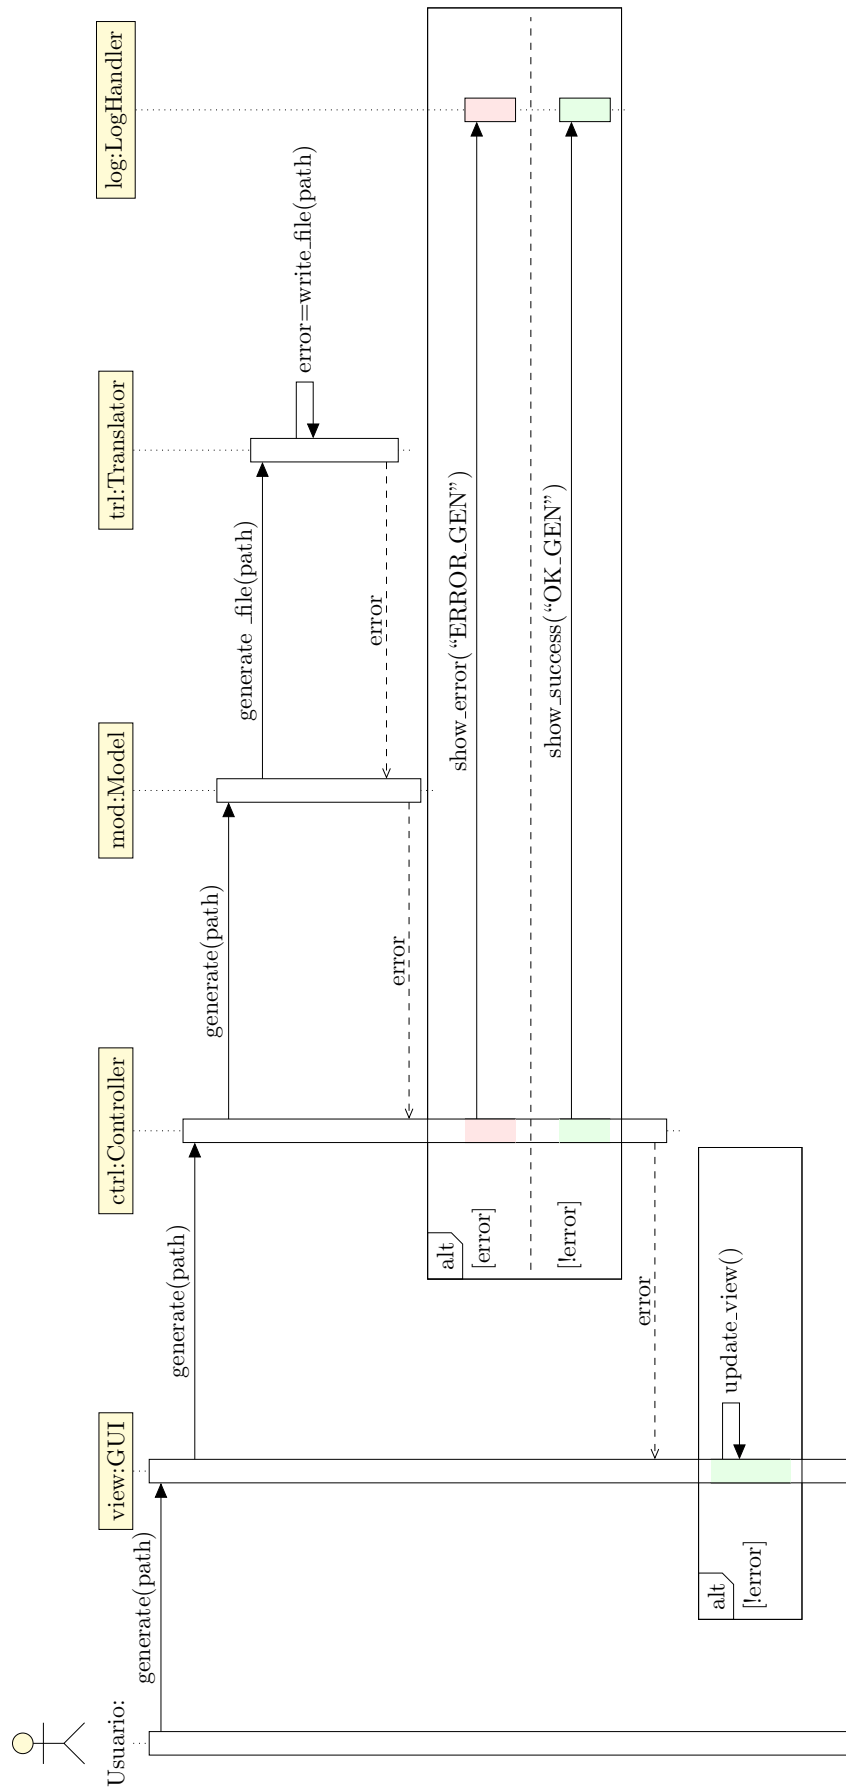 Usuario:
view:GUI
ctrl:Controller
mod:Model
trl:Translator
log:LogHandler
generate(path)
generate(path)
generate(path)
generate_file(path)
error=write_file(path)
error
error
alt
[error]
show_error("ERROR_GEN")
[!error]
show_success("OK_GEN")
error
alt
update_view()
[!error]